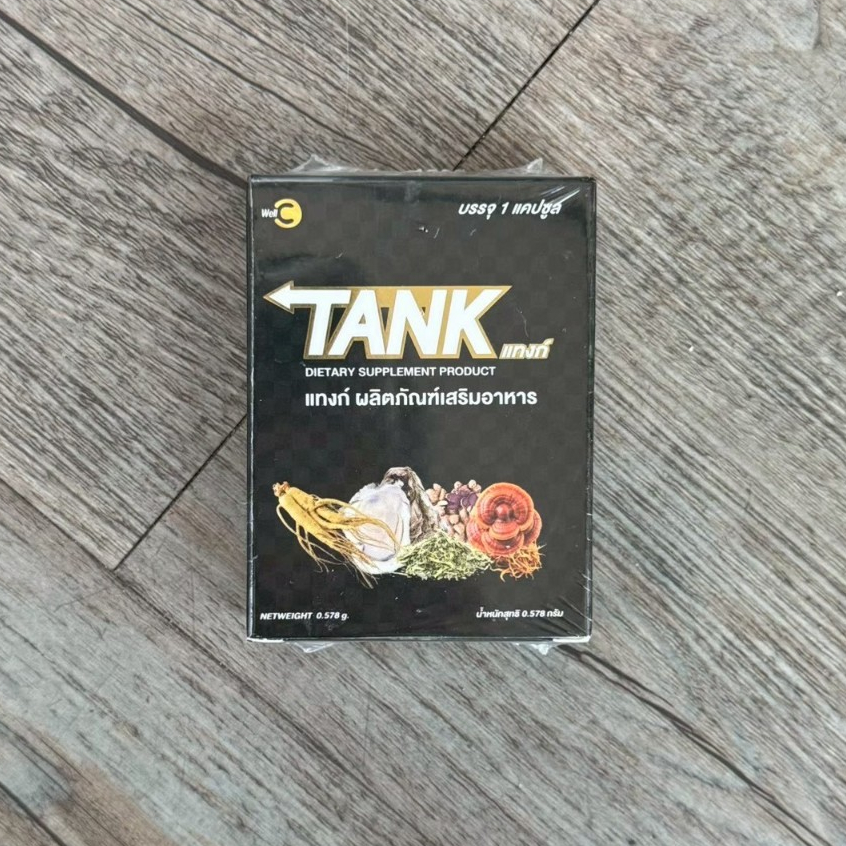 Well C
บรรจุ 1 แคปซูล
TANK
แทงก์
DIETARY SUPPLEMENT PRODUCT
แทงก์ ผลิตภัณฑ์เสริมอาหาร
NETWEIGHT 0.578 g.
น้ำหนักสุทธิ 0.578 กรัม